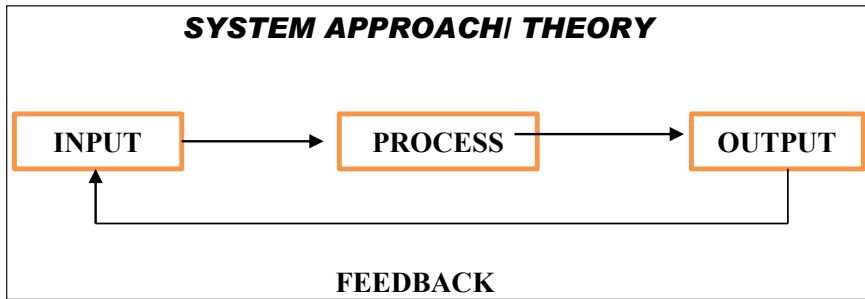 SYSTEM APPROACH/ THEORY
INPUT PROCESS OUTPUT
FEEDBACK